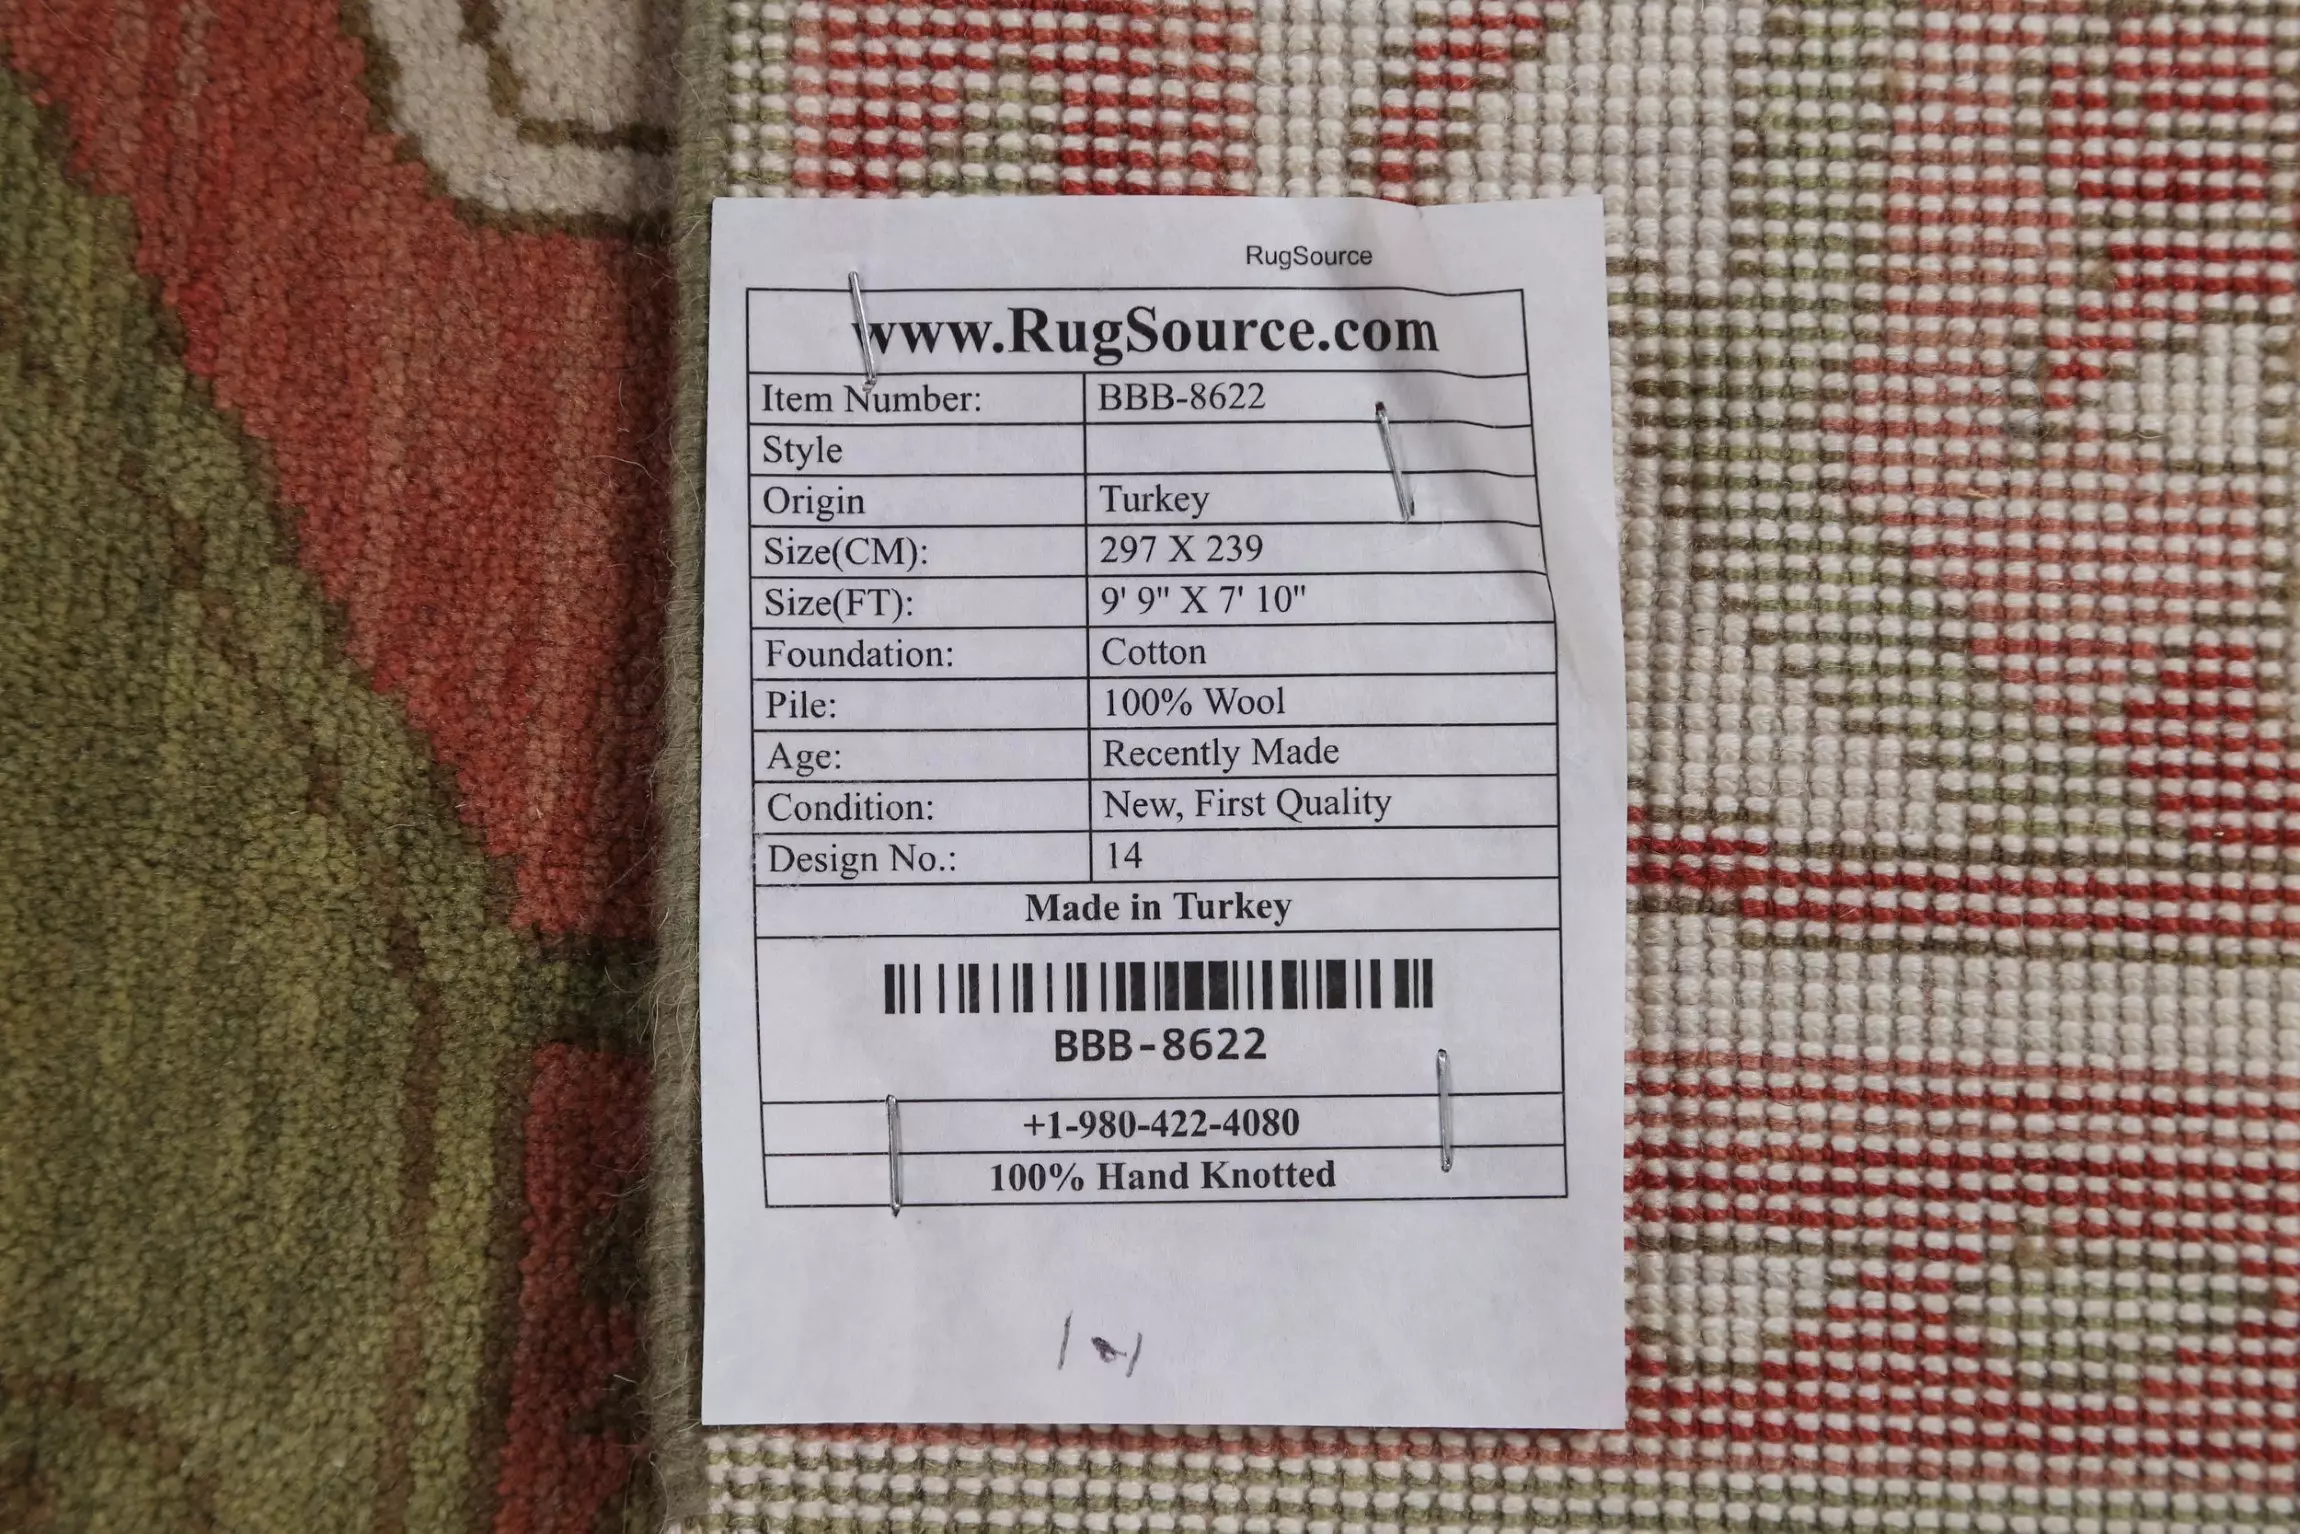 RugSource
www.RugSource.com
Item Number: BBB-8622
Style
Origin Turkey
Size(CM): 297 X 239
Size(FT): 9' 9" X 7' 10"
Foundation: Cotton
Pile: 100% Wool
Age: Recently Made
Condition: New, First Quality
Design No.: 14
Made in Turkey
BBB-8622
+1-980-422-4080
100% Hand Knotted